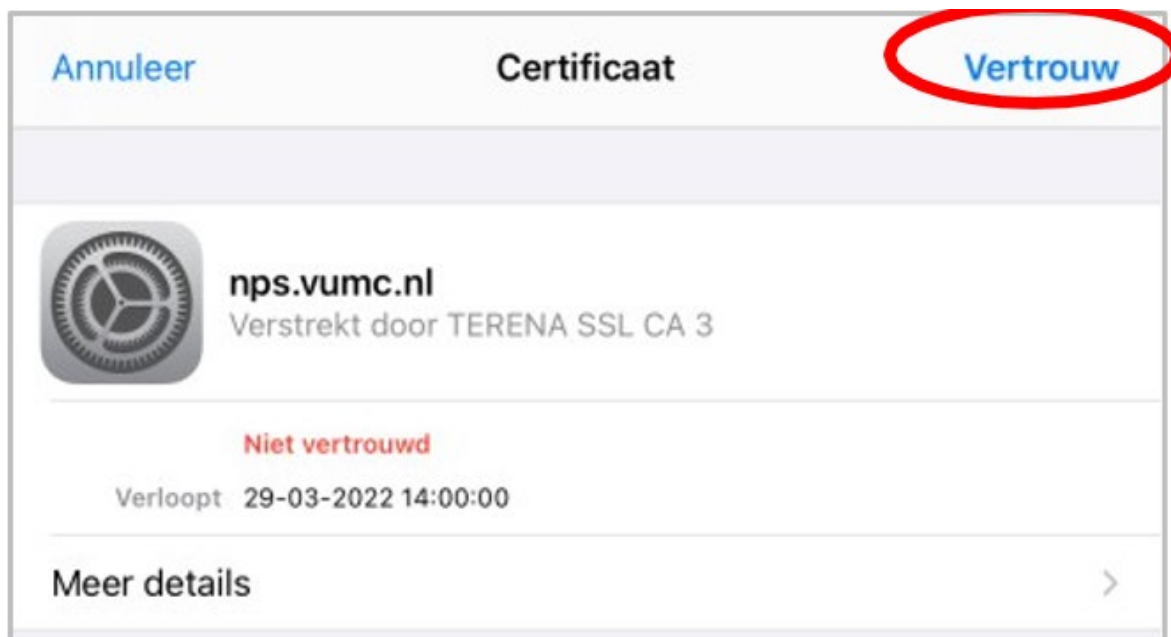 Annuleer Certificaat Vertrouw
nps.vumc.nl
Verstrekt door TERENA SSL CA 3
Niet vertrouwd
Verloopt 29-03-2022 14:00:00
Meer details